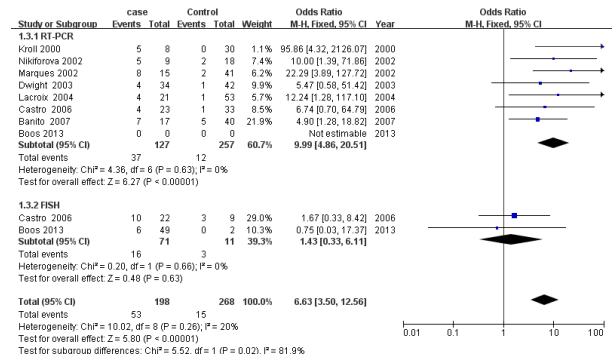 case Control Odds Ratio Odds Ratio
Study or Subgroup Events Total Events Total Weight M-H, Fixed, 95% CI Year M-H, Fixed, 95% CI
1.3.1 RT-PCR
Kroll 2000 5 8 0 30 1.1% 95.86 [4.32, 2126.07] 2000
Nikiforova 2002 5 9 2 18 7.4% 10.00 [1.39, 71.86] 2002
Marques 2002 8 15 2 41 7.2% 22.29 [3.89, 127.72] 2002
Dwight 2003 4 34 1 42 11.7% 5.47 [0.58, 51.42] 2003
Lacroix 2004 4 21 1 53 7.4% 12.24 [1.28, 117.10] 2004
Castro 2006 4 23 1 33 9.7% 6.74 [0.70, 64.79] 2006
Banito 2007 7 17 5 40 21.9% 4.90 [1.28, 18.82] 2007
Boos 2013 0 0 0 0 Not estimable 2013
Subtotal (95% CI) 127 257 60.7% 9.99 [4.86, 20.51]
Total events 37 12
Heterogeneity: Chi² = 4.36, df = 6 (P = 0.63); I² = 0%
Test for overall effect: Z = 6.27 (P < 0.00001)
1.3.2 FISH
Castro 2006 10 22 3 9 29.0% 1.67 [0.33, 8.42] 2006
Boos 2013 6 49 0 2 10.3% 0.75 [0.03, 17.37] 2013
Subtotal (95% CI) 71 11 39.3% 1.43 [0.33, 6.11]
Total events 16 3
Heterogeneity: Chi² = 0.20, df = 1 (P = 0.66); I² = 0%
Test for overall effect: Z = 0.48 (P = 0.63)
Total (95% CI) 198 268 100.0% 6.63 [3.50, 12.56]
Total events 53 15
Heterogeneity: Chi² = 10.02, df = 8 (P = 0.26); I² = 20%
Test for overall effect: Z = 5.80 (P < 0.00001)
Test for subgroup differences: Chi² = 5.52, df = 1 (P = 0.02), I² = 81.9%
0.01 0.1 1 10 100